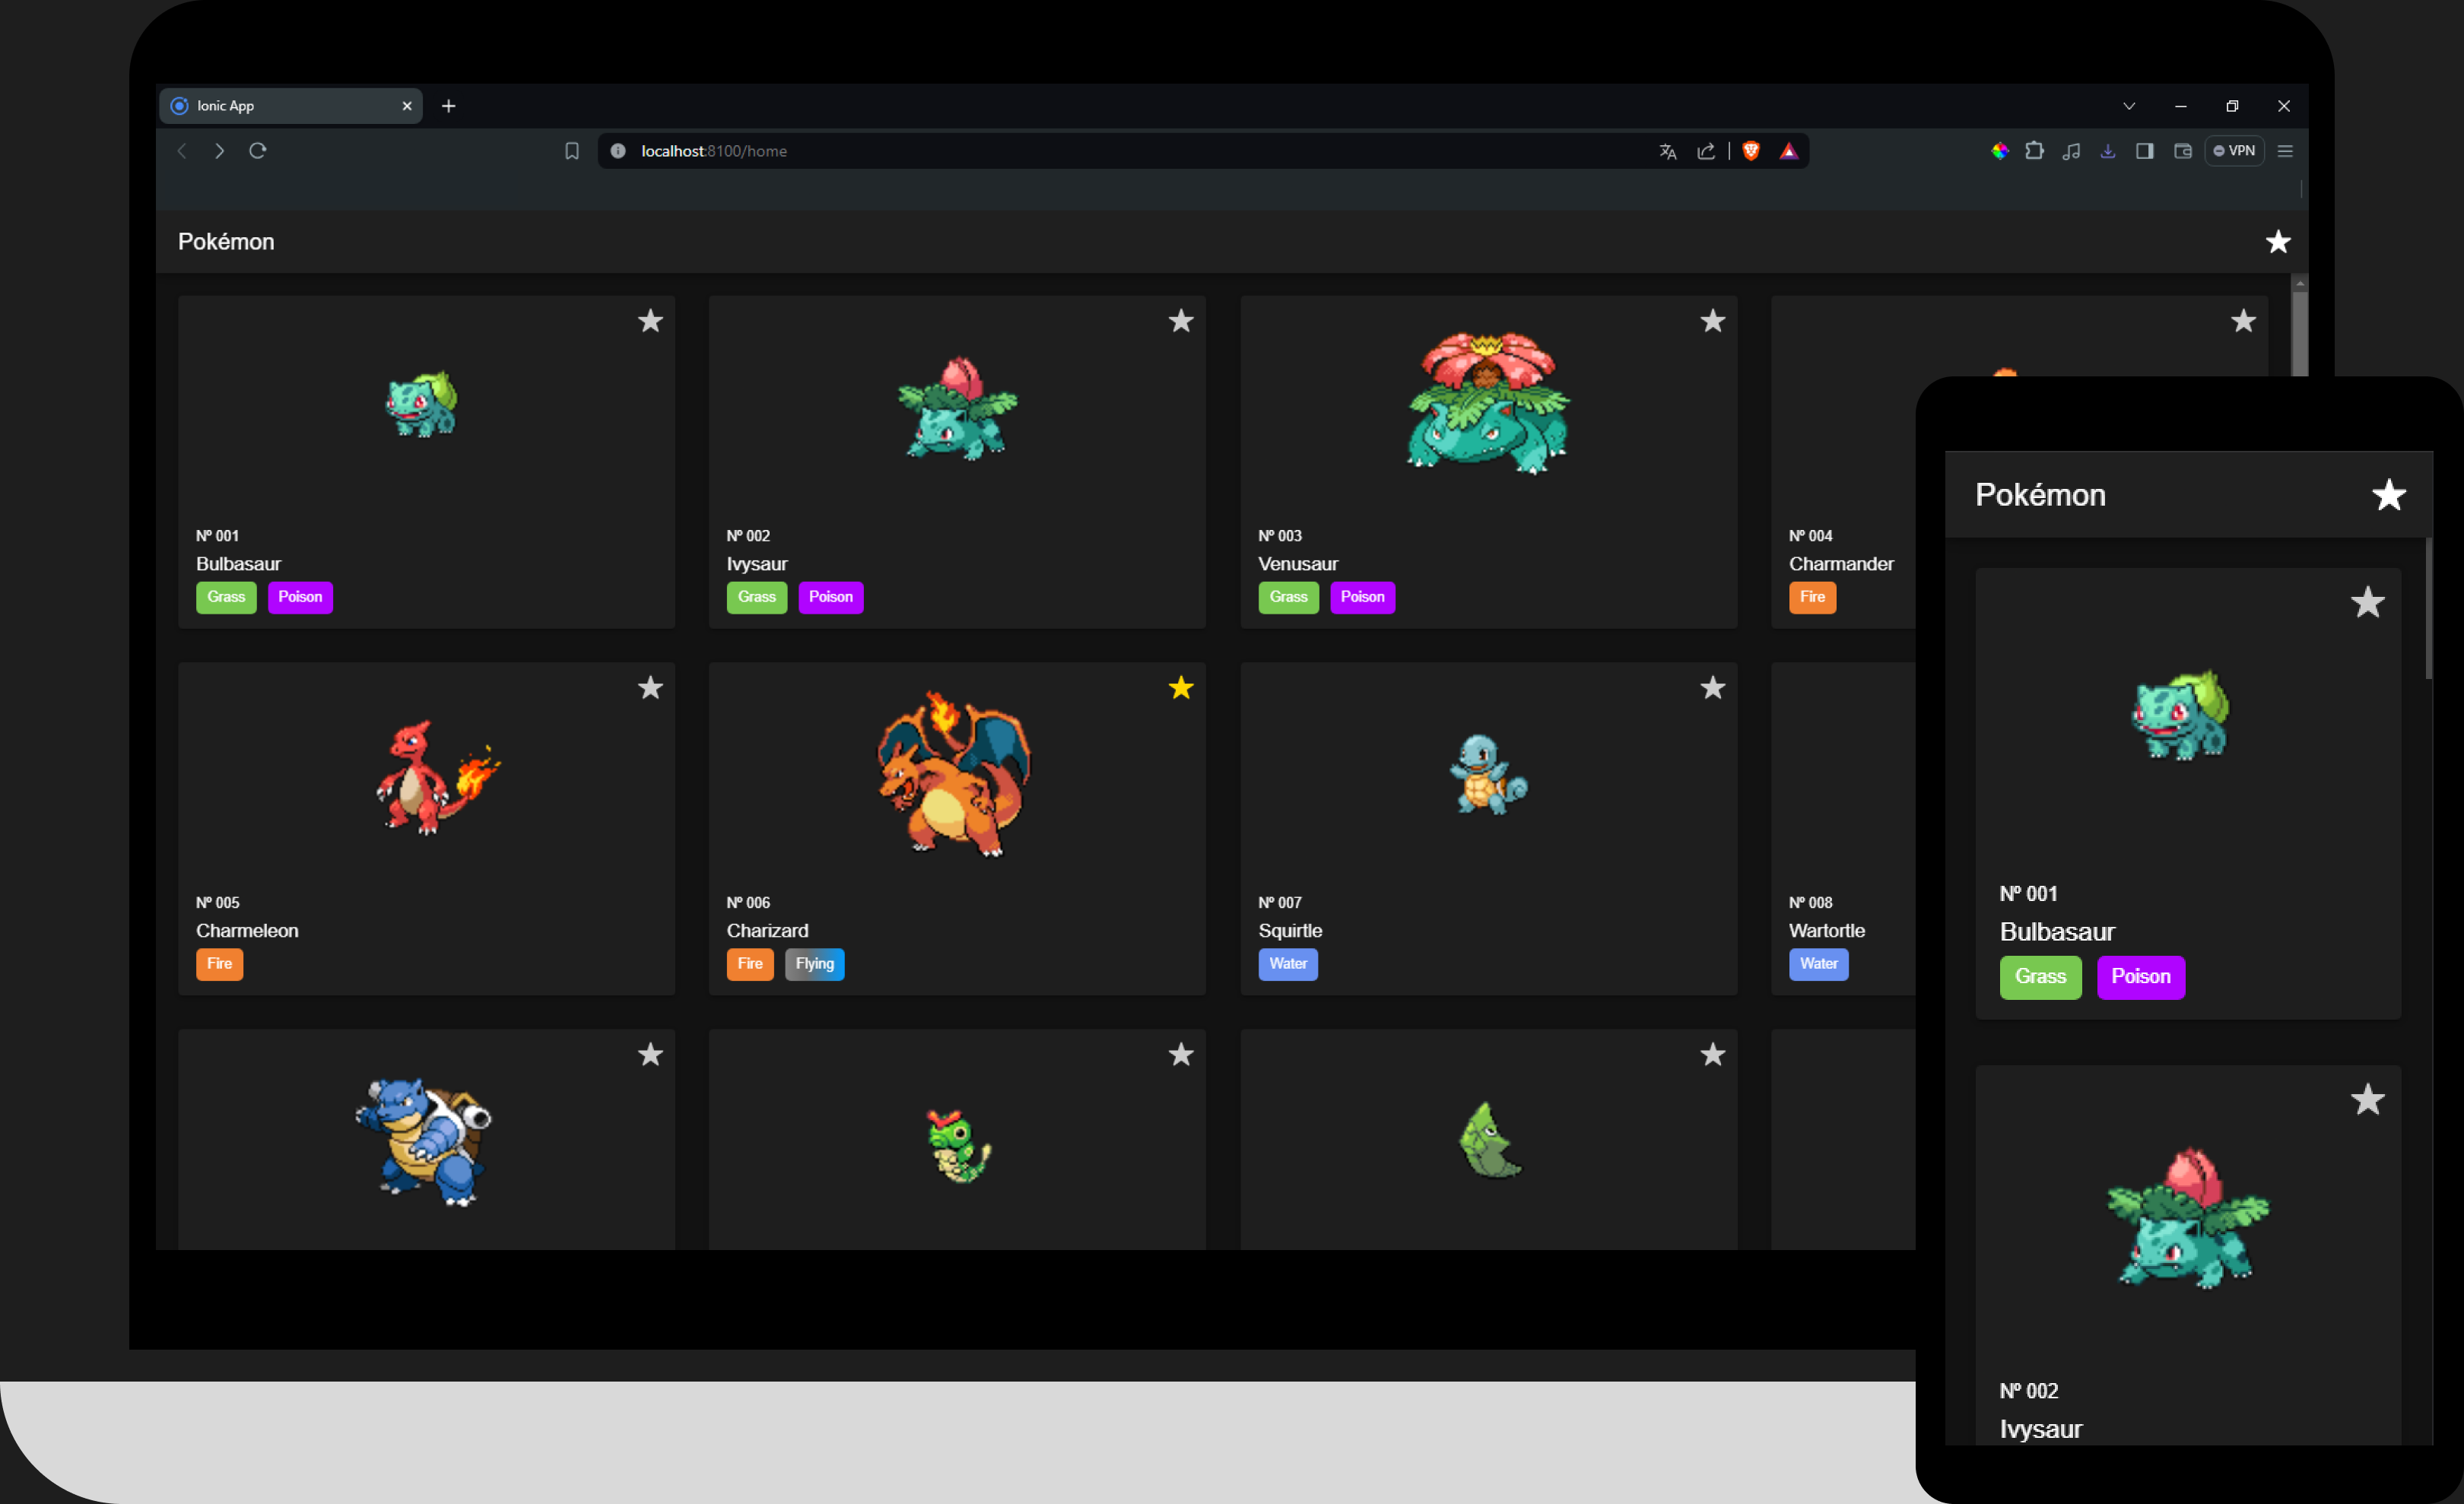 Ionic App
localhost:8100/home
VPN
Pokémon
Nº 001
Bulbasaur
Grass Poison
Nº 002
Ivysaur
Grass Poison
Nº 003
Venusaur
Grass Poison
Nº 004
Charmander
Fire
Nº 005
Charmeleon
Fire
Nº 006
Charizard
Fire Flying
Nº 007
Squirtle
Water
Nº 008
Wartortle
Water
Pokémon
Nº 001
Bulbasaur
Grass Poison
Nº 002
Ivysaur